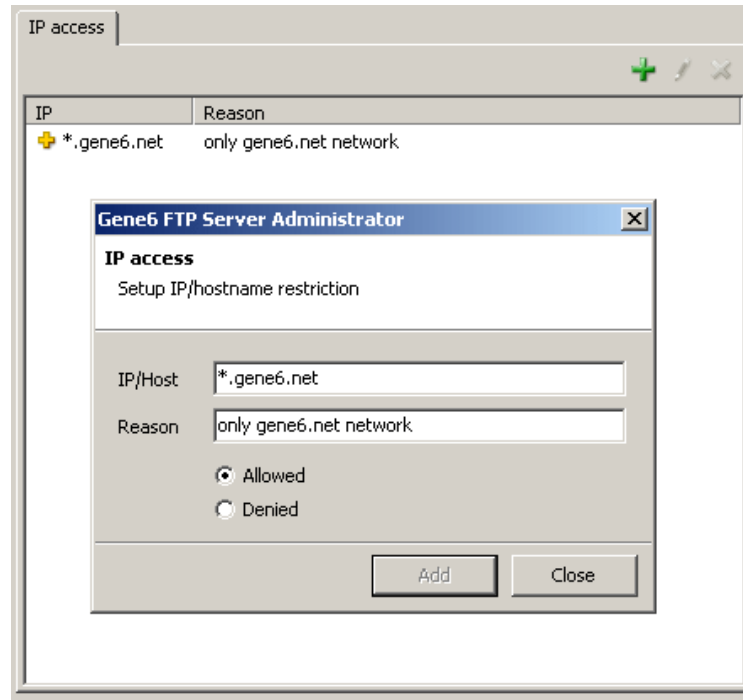 IP access
IP Reason
*.gene6.net only gene6.net network
Gene6 FTP Server Administrator
IP access
Setup IP/hostname restriction
IP/Host *.gene6.net
Reason only gene6.net network
Allowed
Denied
Add Close